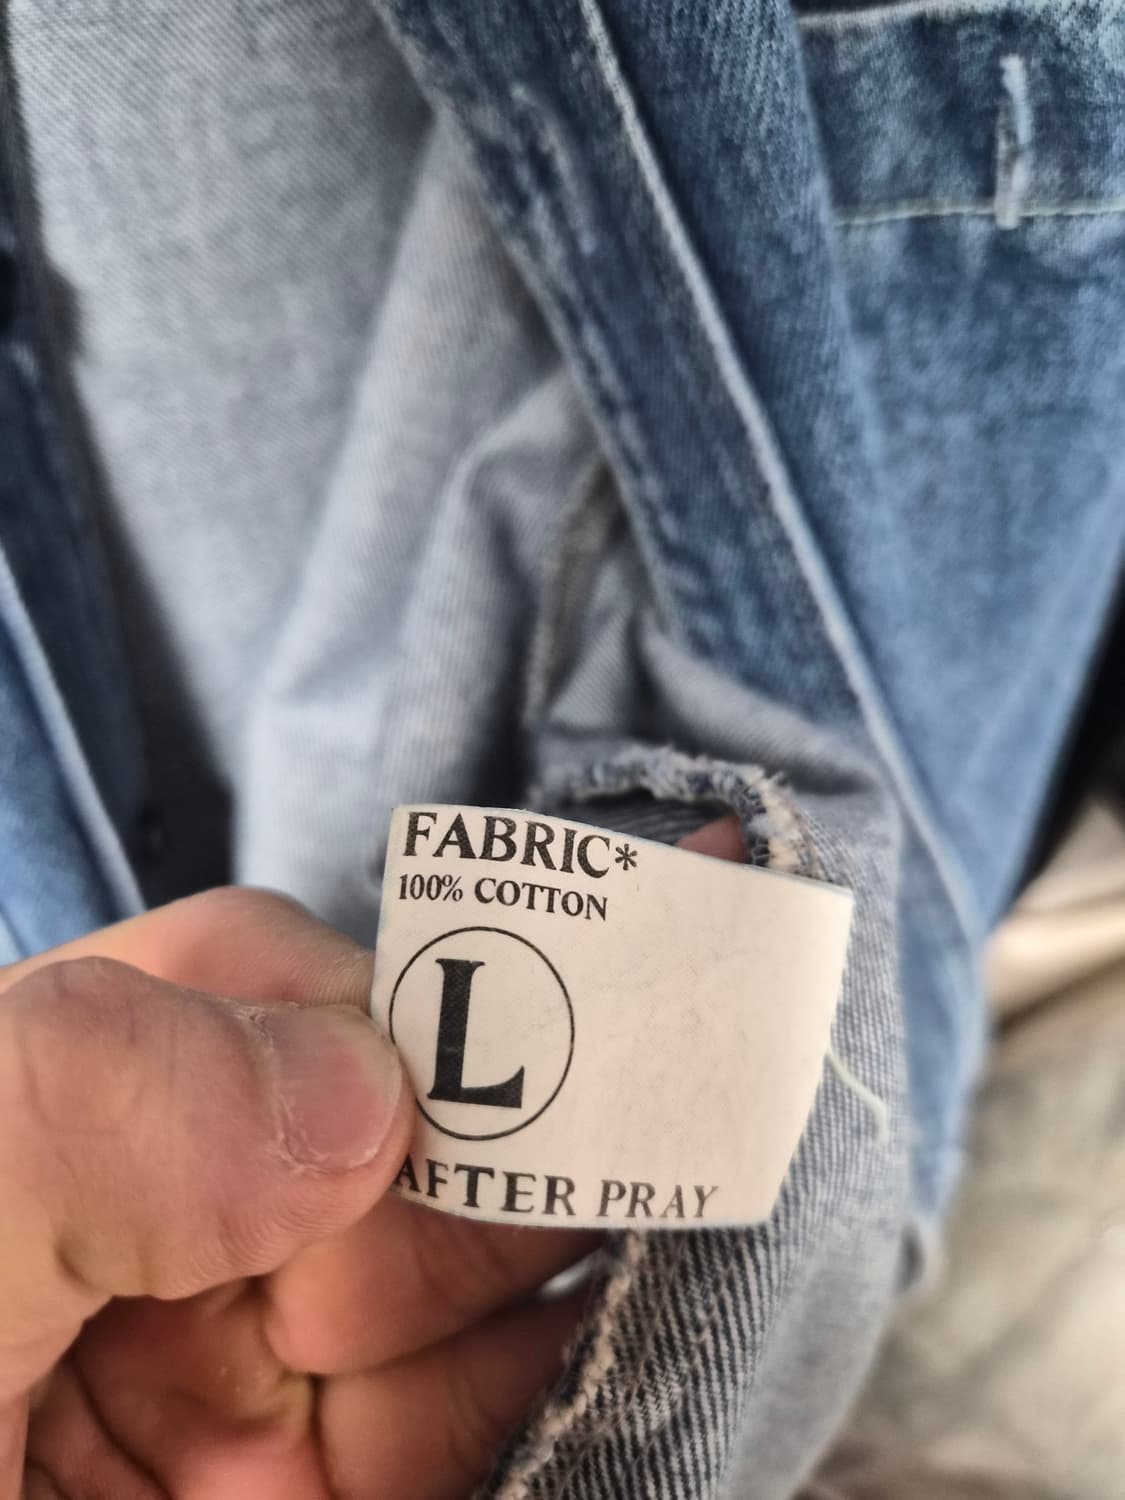 FABRIC*
100% COTTON
L
AFTER PRAY